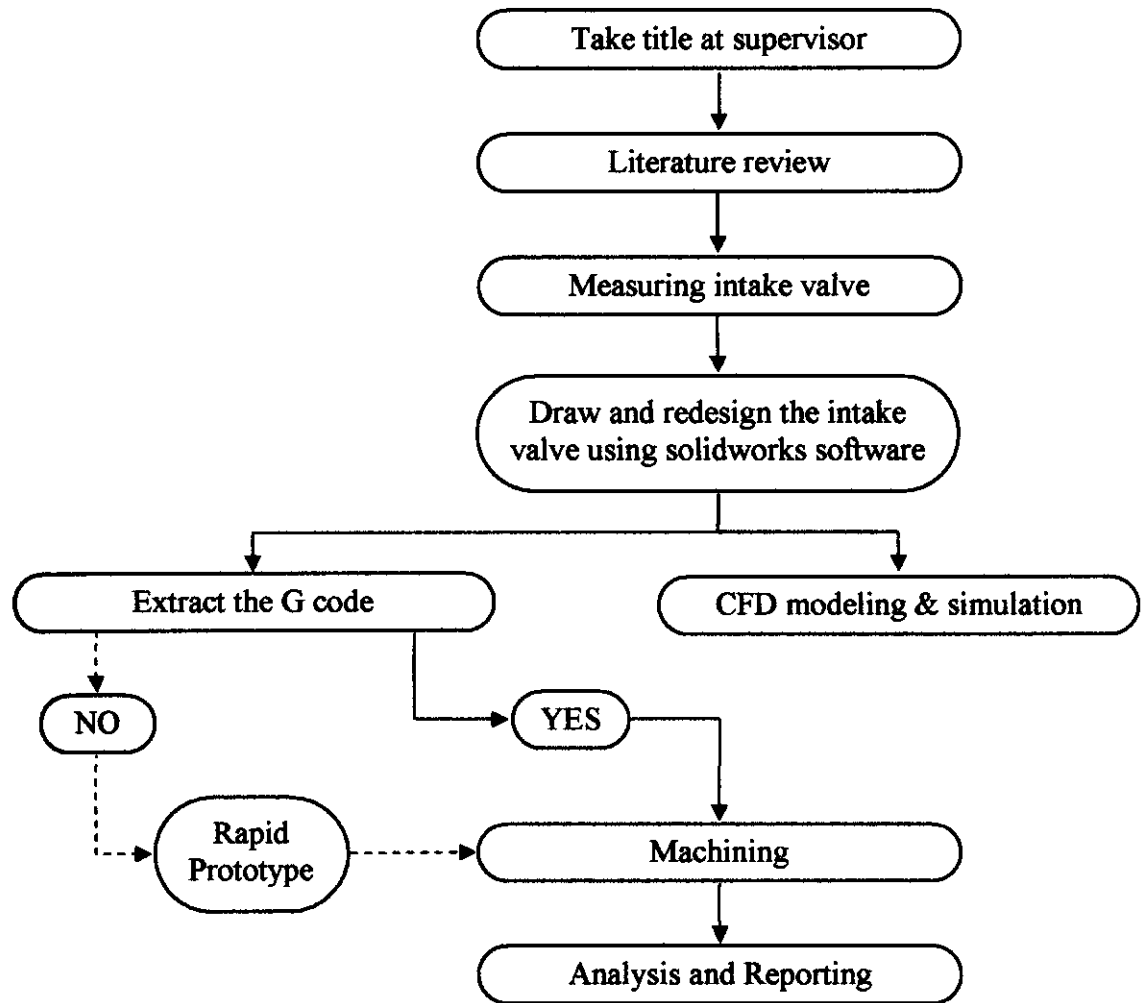 Take title at supervisor
Literature review
Measuring intake valve
Draw and redesign the intake
valve using solidworks software
Extract the G code
CFD modeling & simulation
NO
YES
Rapid
Prototype
Machining
Analysis and Reporting